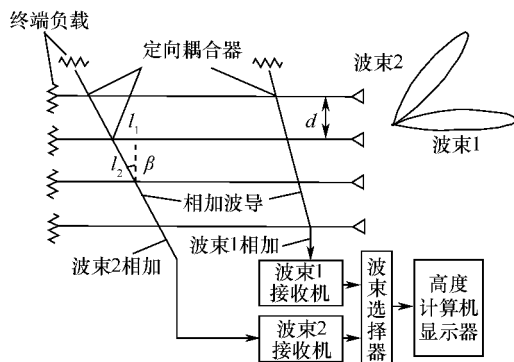 终端负载
定向耦合器
波束2
l₁
d
l₂
β
波束1
相加波导
波束1相加
波束2相加
波束1
接收机
波束2
接收机
波束选择器
高度
计算机
显示器